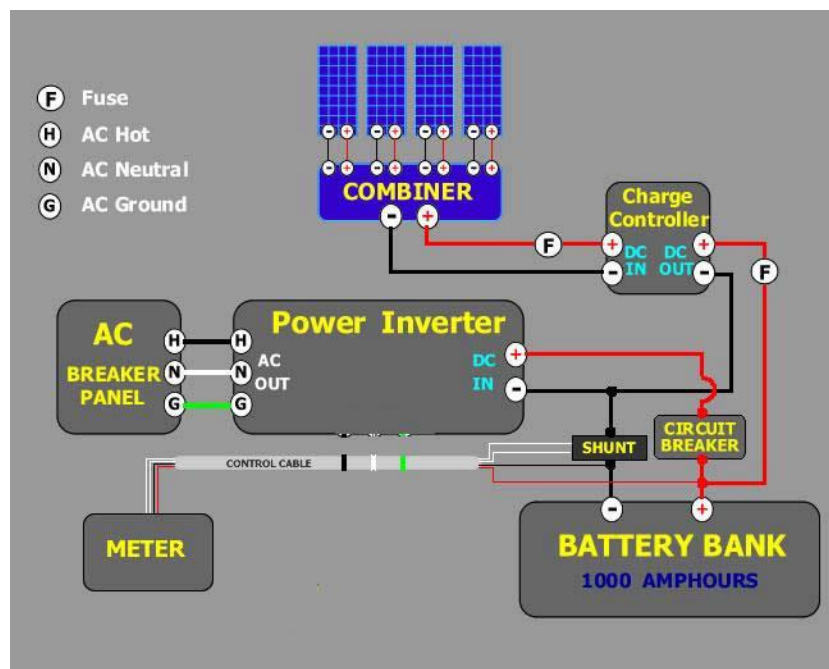 F Fuse
H AC Hot
N AC Neutral
G AC Ground
- + - + - + - +
- + - + - + - +
COMBINER
- +
Charge
Controller
+ DC DC +
- IN OUT -
F
F
AC
BREAKER
PANEL
H
N
G
Power Inverter
H
N
G
AC
OUT
DC
IN
+
-
CIRCUIT
BREAKER
SHUNT
CONTROL CABLE
METER
- +
BATTERY BANK
1000 AMPHOURS